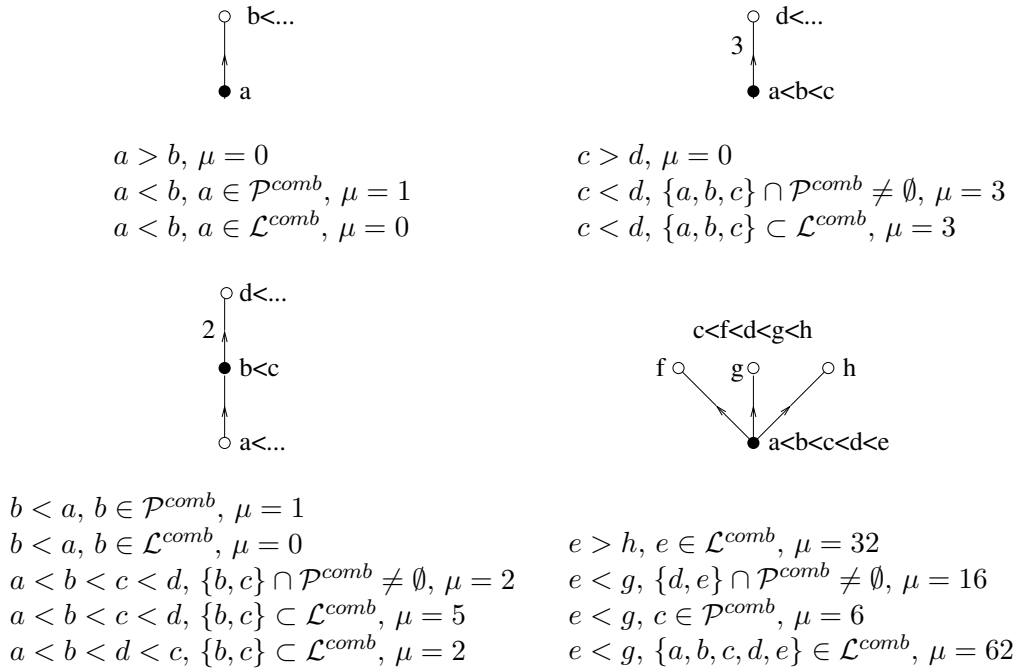 b<...
a
a > b, μ = 0
a < b, a ∈ 𝒫^{comb}, μ = 1
a < b, a ∈ ℒ^{comb}, μ = 0
d<...
3
a<b<c
c > d, μ = 0
c < d, {a, b, c} ∩ 𝒫^{comb} ≠ ∅, μ = 3
c < d, {a, b, c} ⊂ ℒ^{comb}, μ = 3
d<...
2
b<c
a<...
b < a, b ∈ 𝒫^{comb}, μ = 1
b < a, b ∈ ℒ^{comb}, μ = 0
a < b < c < d, {b, c} ∩ 𝒫^{comb} ≠ ∅, μ = 2
a < b < c < d, {b, c} ⊂ ℒ^{comb}, μ = 5
a < b < d < c, {b, c} ⊂ ℒ^{comb}, μ = 2
c<f<d<g<h
f g h
a<b<c<d<e
e > h, e ∈ ℒ^{comb}, μ = 32
e < g, {d, e} ∩ 𝒫^{comb} ≠ ∅, μ = 16
e < g, c ∈ 𝒫^{comb}, μ = 6
e < g, {a, b, c, d, e} ∈ ℒ^{comb}, μ = 62